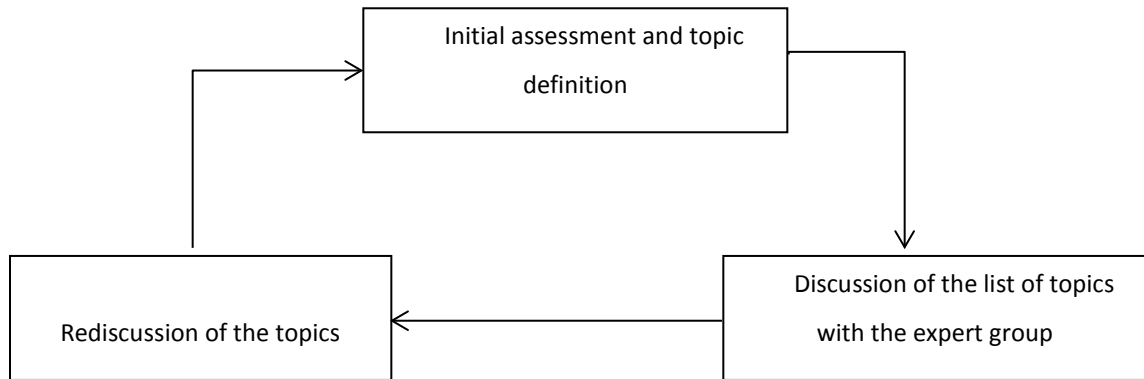 Initial assessment and topic
definition
Discussion of the list of topics
with the expert group
Rediscussion of the topics